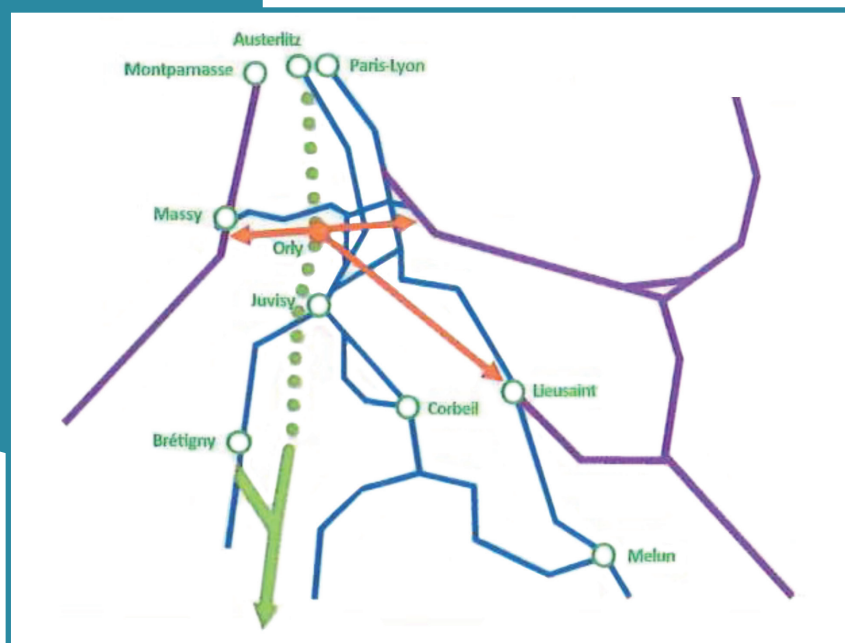 Austerlitz
Montparnasse
Paris-Lyon
Massy
Orly
Juvisy
Lieusaint
Corbeil
Brétigny
Melun